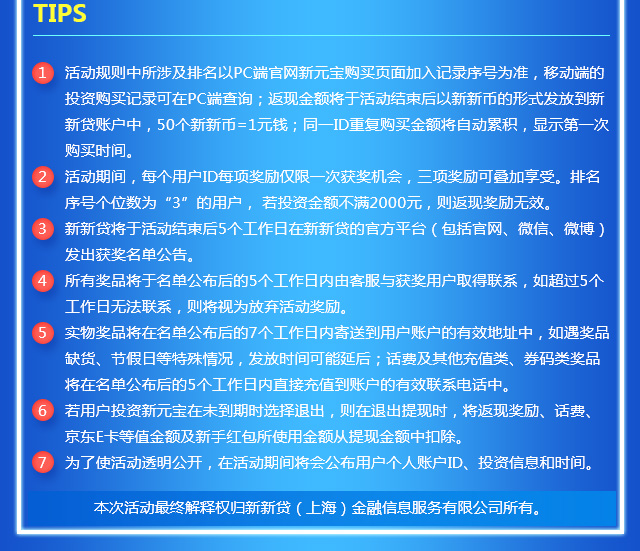 TIPS
1 活动规则中所涉及排名以PC端官网新元宝购买页面加入记录序号为准，移动端的
投资购买记录可在PC端查询；返现金额将于活动结束后以新新币的形式发放到新
新贷账户中，50个新新币=1元钱；同一ID重复购买金额将自动累积，显示第一次
购买时间。
2 活动期间，每个用户ID每项奖励仅限一次获奖机会，三项奖励可叠加享受。排名
序号个位数为“3”的用户， 若投资金额不满2000元，则返现奖励无效。
3 新新贷将于活动结束后5个工作日在新新贷的官方平台（包括官网、微信、微博）
发出获奖名单公告。
4 所有奖品将于名单公布后的5个工作日内由客服与获奖用户取得联系，如超过5个
工作日无法联系，则将视为放弃活动奖励。
5 实物奖品将在名单公布后的7个工作日内寄送到用户账户的有效地址中，如遇奖品
缺货、节假日等特殊情况，发放时间可能延后；话费及其他充值类、券码类奖品
将在名单公布后的5个工作日内直接充值到账户的有效联系电话中。
6 若用户投资新元宝在未到期时选择退出，则在退出提现时，将返现奖励、话费、
京东E卡等值金额及新手红包所使用金额从提现金额中扣除。
7 为了使活动透明公开，在活动期间将会公布用户个人账户ID、投资信息和时间。
本次活动最终解释权归新新贷（上海）金融信息服务有限公司所有。